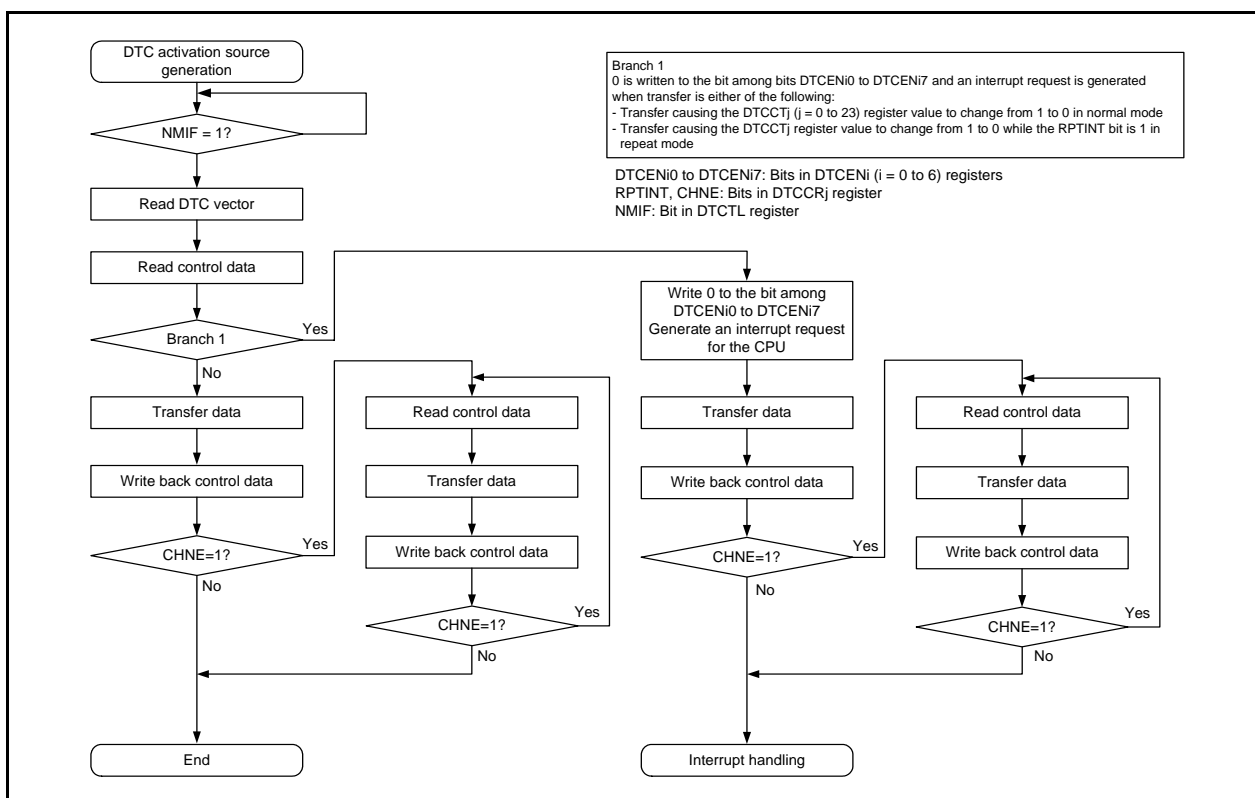 DTC activation source
generation
NMIF = 1?
Read DTC vector
Read control data
Branch 1
Yes
No
Transfer data
Write back control data
CHNE=1?
Yes
No
End
Read control data
Transfer data
Write back control data
CHNE=1?
Yes
No
Branch 1
0 is written to the bit among bits DTCENi0 to DTCENi7 and an interrupt request is generated
when transfer is either of the following:
- Transfer causing the DTCCTj (j = 0 to 23) register value to change from 1 to 0 in normal mode
- Transfer causing the DTCCTj register value to change from 1 to 0 while the RPTINT bit is 1 in
repeat mode
DTCENi0 to DTCENi7: Bits in DTCENi (i = 0 to 6) registers
RPTINT, CHNE: Bits in DTCCRj register
NMIF: Bit in DTCTL register
Write 0 to the bit among
DTCENi0 to DTCENi7
Generate an interrupt request
for the CPU
Transfer data
Write back control data
CHNE=1?
Yes
No
Interrupt handling
Read control data
Transfer data
Write back control data
CHNE=1?
Yes
No